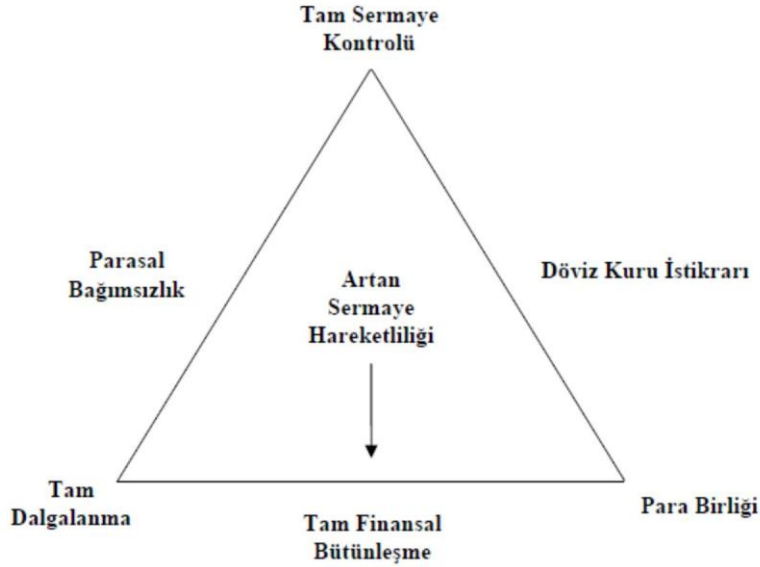 Tam Sermaye
Kontrolü
Parasal
Bağımsızlık
Artan
Sermaye
Hareketliliği
Döviz Kuru İstikrarı
Tam
Dalgalanma
Tam Finansal
Bütünleşme
Para Birliği